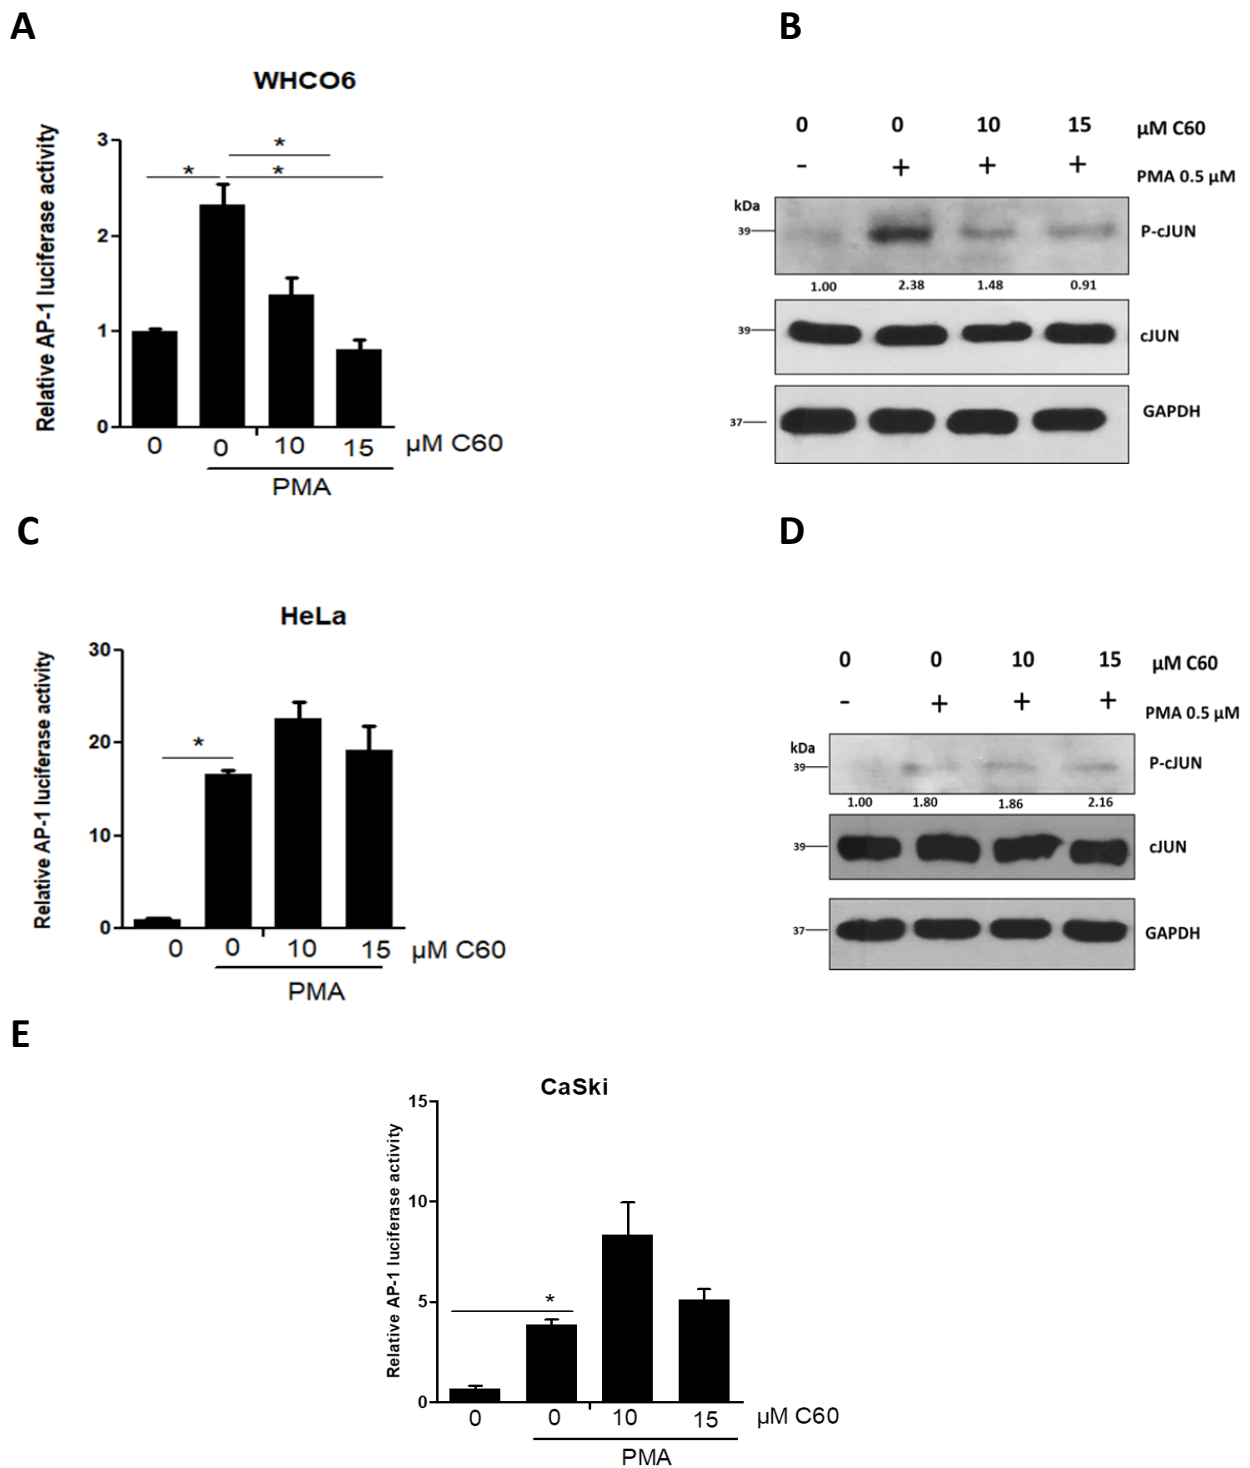 A
WHCO6
Relative AP-1 luciferase activity
3
2
1
0
*
*
*
0 0 10 15 µM C60
PMA
B
0 0 10 15 µM C60
- + + + PMA 0.5 µM
kDa
39 P-cJUN
1.00 2.38 1.48 0.91
39 cJUN
37 GAPDH
C
HeLa
Relative AP-1 luciferase activity
30
20
10
0
*
0 0 10 15 µM C60
PMA
D
0 0 10 15 µM C60
- + + + PMA 0.5 µM
kDa
39 P-cJUN
1.00 1.80 1.86 2.16
39 cJUN
37 GAPDH
E
CaSki
Relative AP-1 luciferase activity
15
10
5
0
*
0 0 10 15 µM C60
PMA